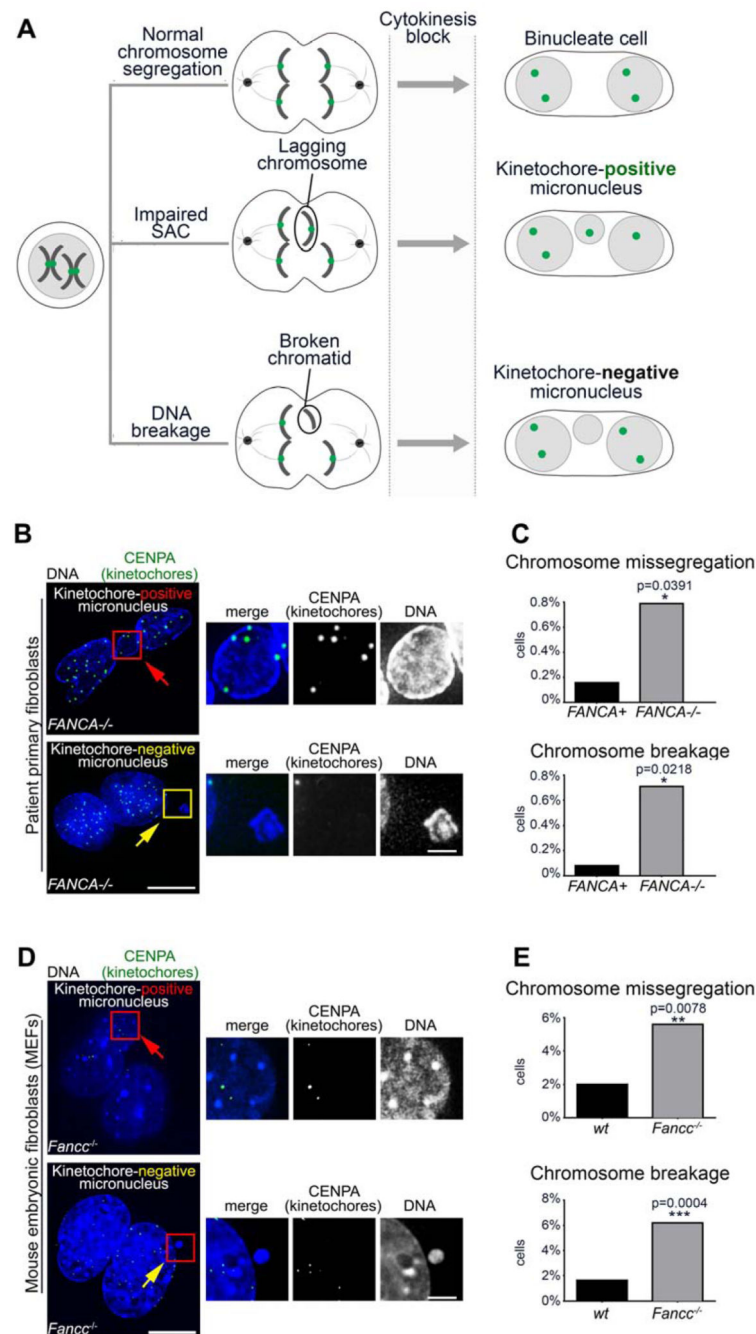 A
Normal
chromosome
segregation
Cytokinesis
block
Binucleate cell
Lagging
chromosome
Impaired
SAC
Kinetochore-positive
micronucleus
Broken
chromatid
DNA
breakage
Kinetochore-negative
micronucleus
B
Patient primary fibroblasts
DNA
CENPA
(kinetochores)
Kinetochore-positive
micronucleus
FANCA-/-
merge
CENPA
(kinetochores)
DNA
Kinetochore-negative
micronucleus
FANCA-/-
merge
CENPA
(kinetochores)
DNA
C
Chromosome missegregation
p=0.0391
*
0.8%
0.6%
0.4%
0.2%
0%
cells
FANCA+ FANCA-/-
Chromosome breakage
p=0.0218
*
0.8%
0.6%
0.4%
0.2%
0%
cells
FANCA+ FANCA-/-
D
Mouse embryonic fibroblasts (MEFs)
DNA
CENPA
(kinetochores)
Kinetochore-positive
micronucleus
Fancc-/-
merge
CENPA
(kinetochores)
DNA
Kinetochore-negative
micronucleus
Fancc-/-
merge
CENPA
(kinetochores)
DNA
E
Chromosome missegregation
p=0.0078
**
6%
4%
2%
0%
cells
wt Fancc-/-
Chromosome breakage
p=0.0004
***
8%
6%
4%
2%
0%
cells
wt Fancc-/-